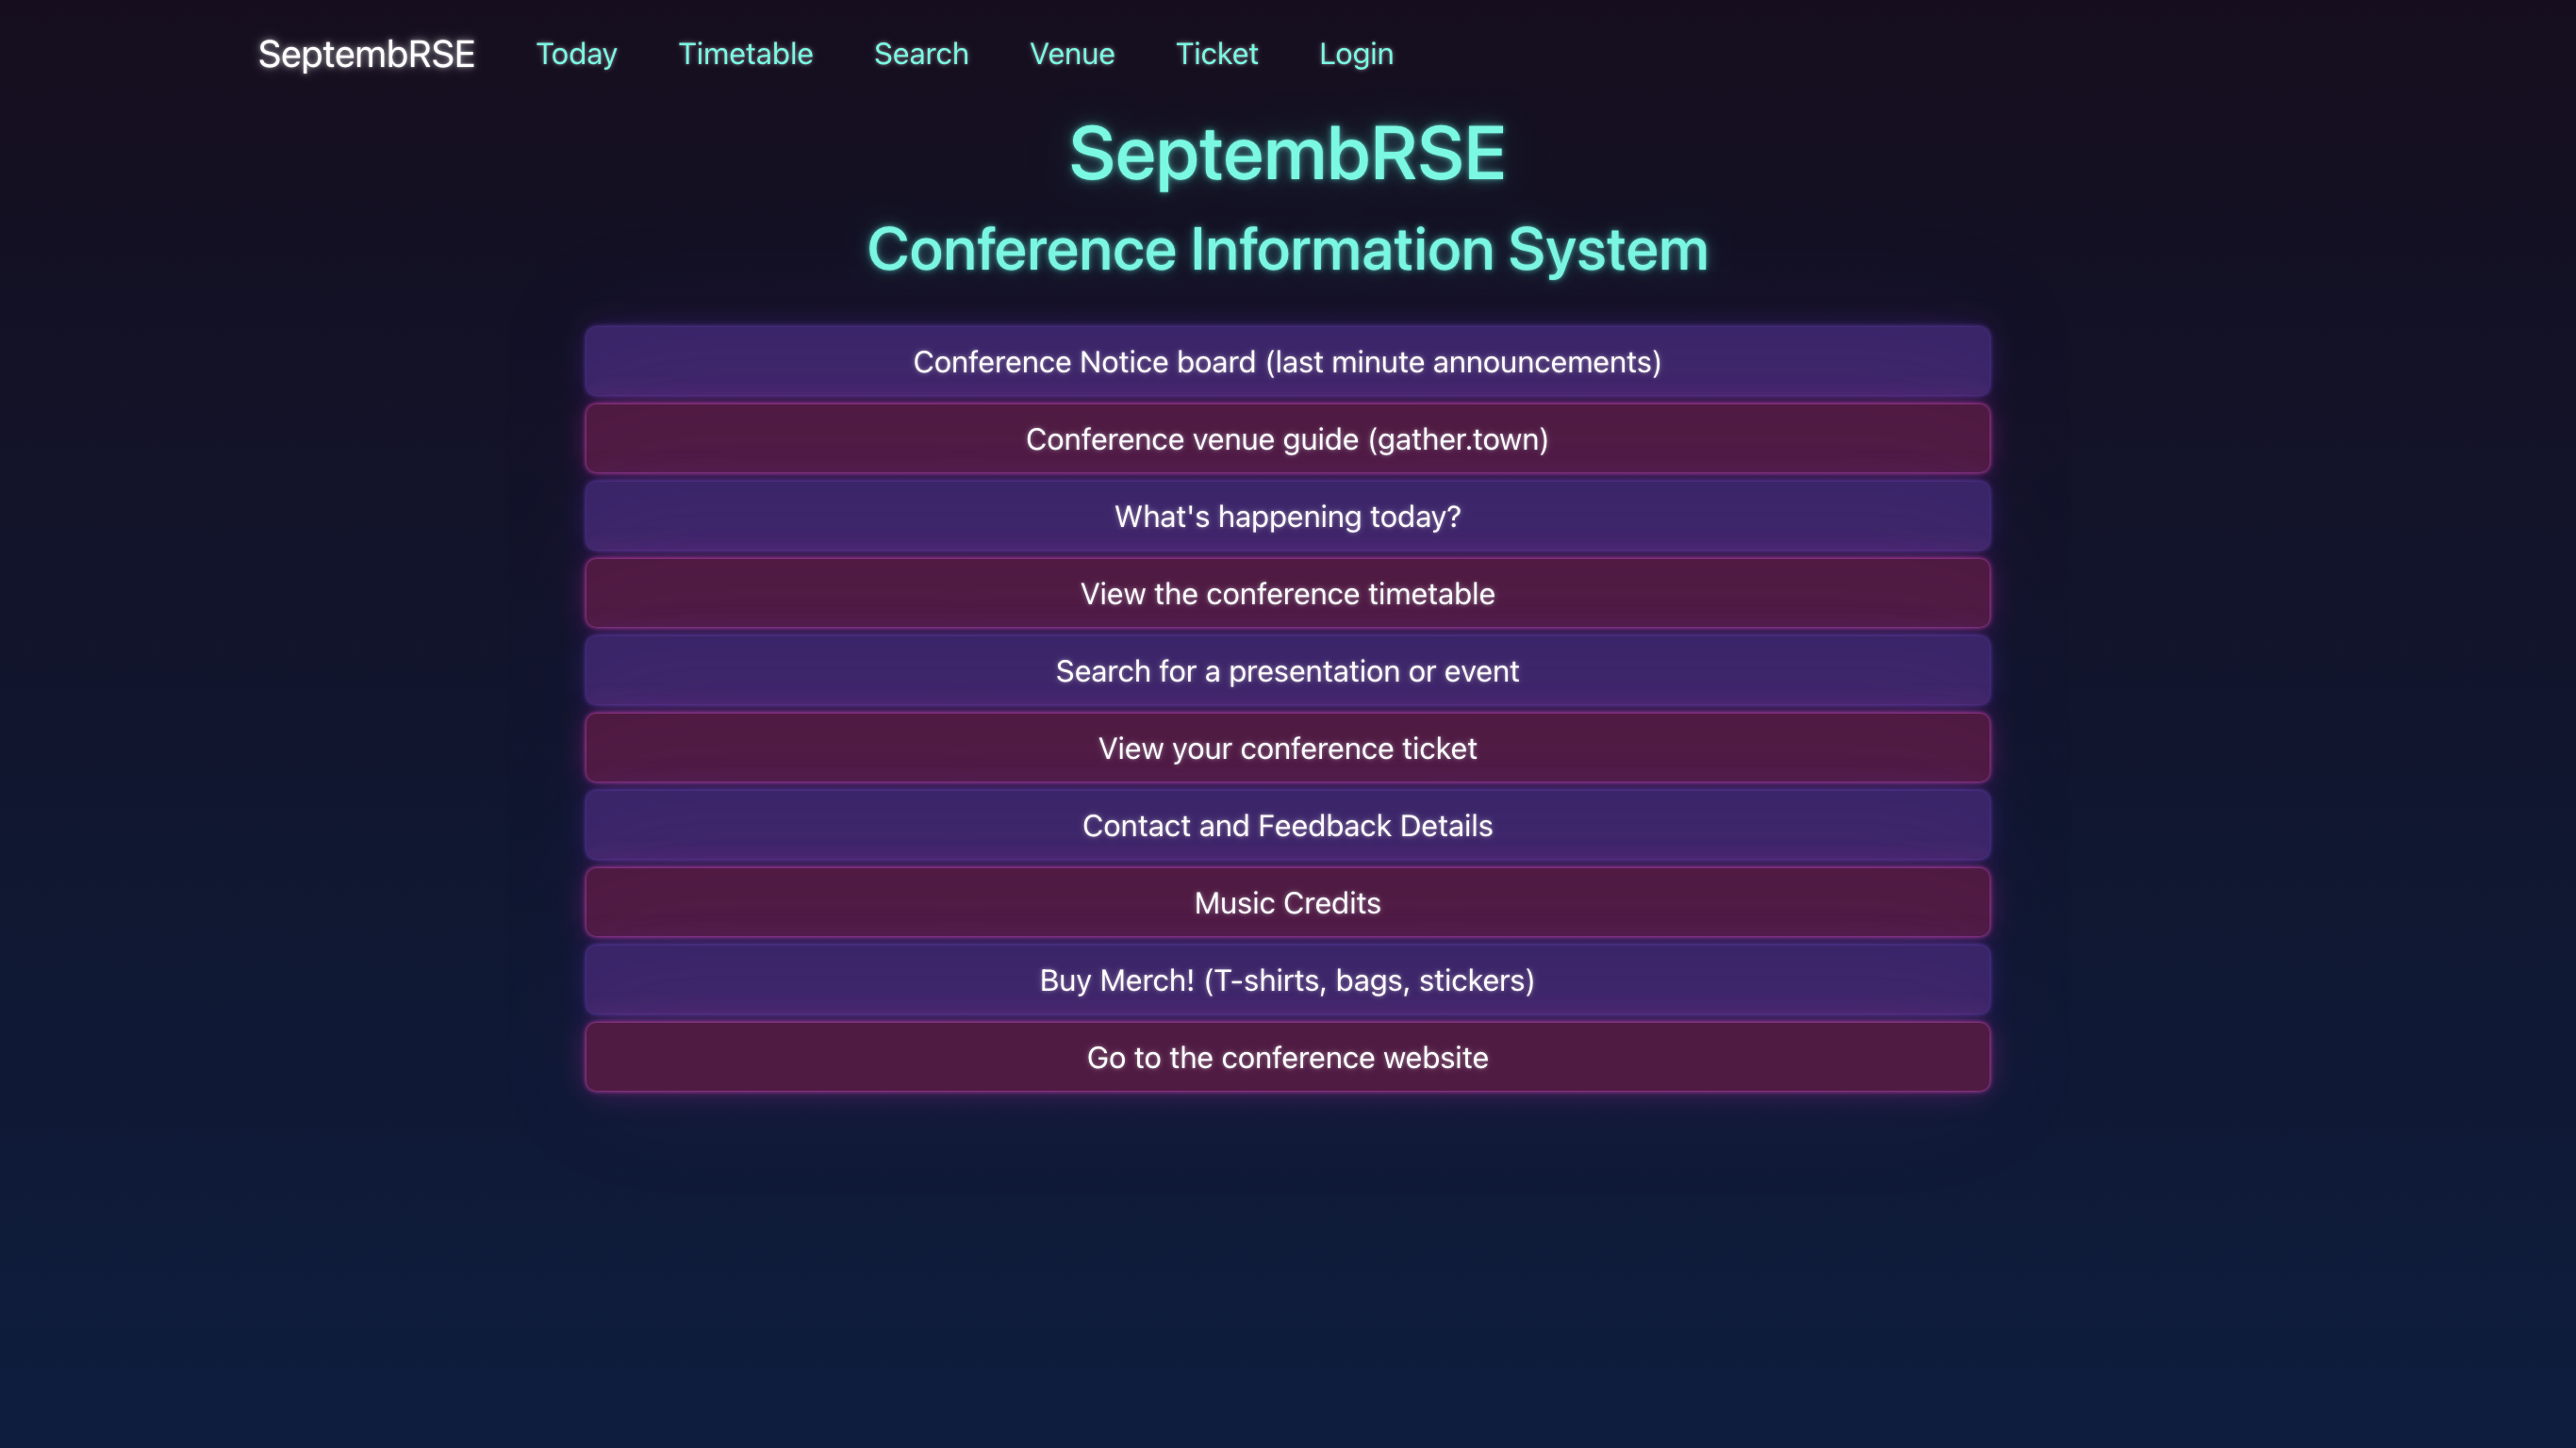 SeptembRSE Today Timetable Search Venue Ticket Login
SeptembRSE
Conference Information System
Conference Notice board (last minute announcements)
Conference venue guide (gather.town)
What's happening today?
View the conference timetable
Search for a presentation or event
View your conference ticket
Contact and Feedback Details
Music Credits
Buy Merch! (T-shirts, bags, stickers)
Go to the conference website